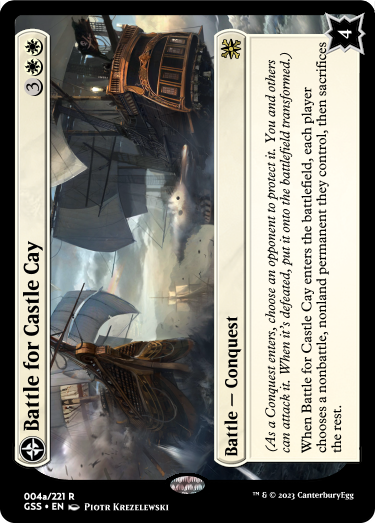 Battle for Castle Cay
3
Battle — Conquest
(As a Conquest enters, choose an opponent to protect it. You and others
can attack it. When it's defeated, put it onto the battlefield transformed.)
When Battle for Castle Cay enters the battlefield, each player
chooses a nonbattle, nonland permanent they control, then sacrifices
the rest.
4
004a/221 R
GSS • EN Piotr Krezelewski
™ & © 2023 CanterburyEgg